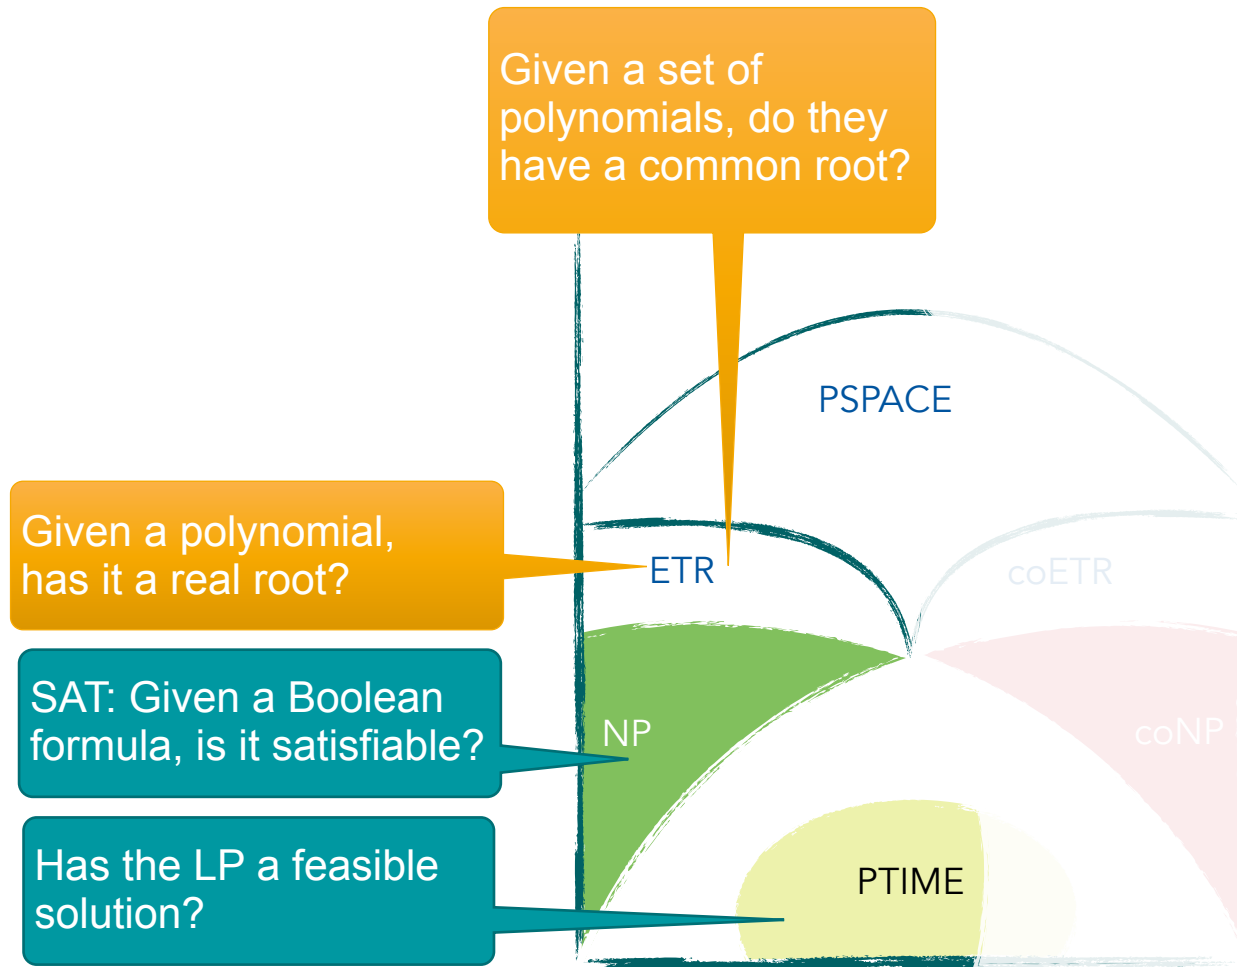 Given a set of
polynomials, do they
have a common root?
PSPACE
Given a polynomial,
has it a real root?
ETR
coETR
SAT: Given a Boolean
formula, is it satisfiable?
NP
coNP
Has the LP a feasible
solution?
PTIME